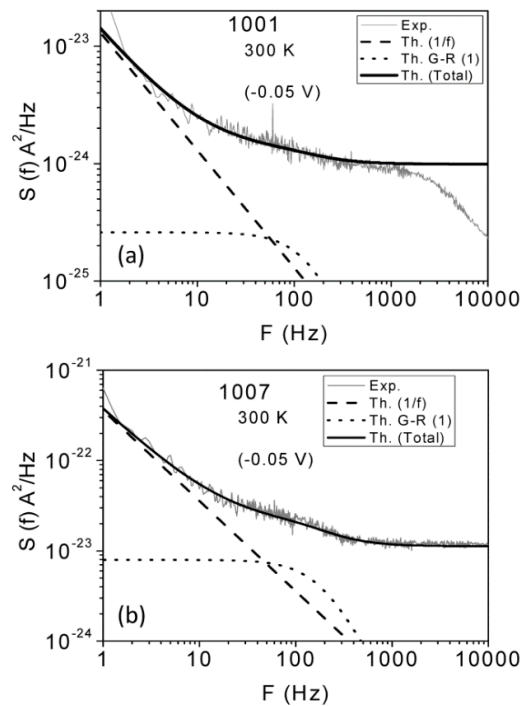 1001
300 K
(-0.05 V)
Exp.
Th. (1/f)
Th. G-R (1)
Th. (Total)
S (f) A²/Hz
10⁻²³
10⁻²⁴
10⁻²⁵
(a)
1 10 100 1000 10000
F (Hz)
1007
300 K
(-0.05 V)
Exp.
Th. (1/f)
Th. G-R (1)
Th. (Total)
S (f) A²/Hz
10⁻²¹
10⁻²²
10⁻²³
10⁻²⁴
(b)
1 10 100 1000 10000
F (Hz)